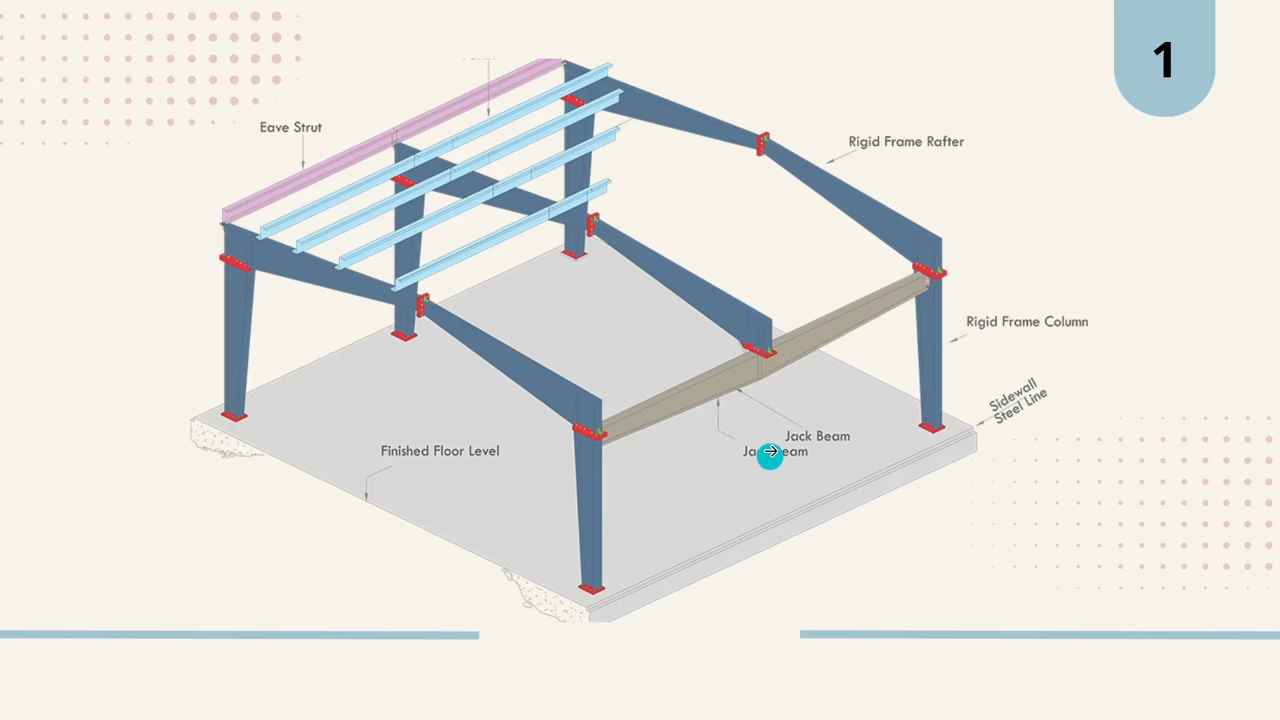 1
Eave Strut
Rigid Frame Rafter
Rigid Frame Column
Sidewall
Steel Line
Jack Beam
Finished Floor Level